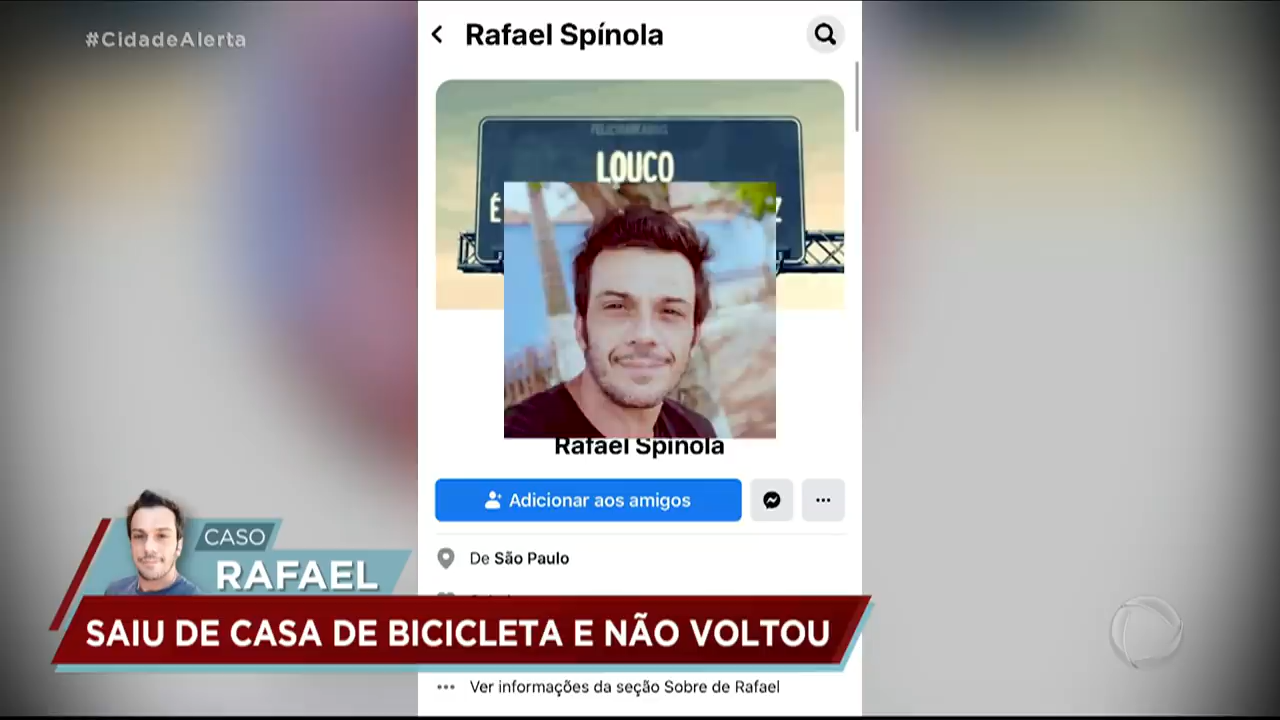 #CidadeAlerta
Rafael Spínola
LOUCO
É
Z
Rafael Spínola
Adicionar aos amigos
De São Paulo
CASO
RAFAEL
SAIU DE CASA DE BICICLETA E NÃO VOLTOU
Ver informações da seção Sobre de Rafael